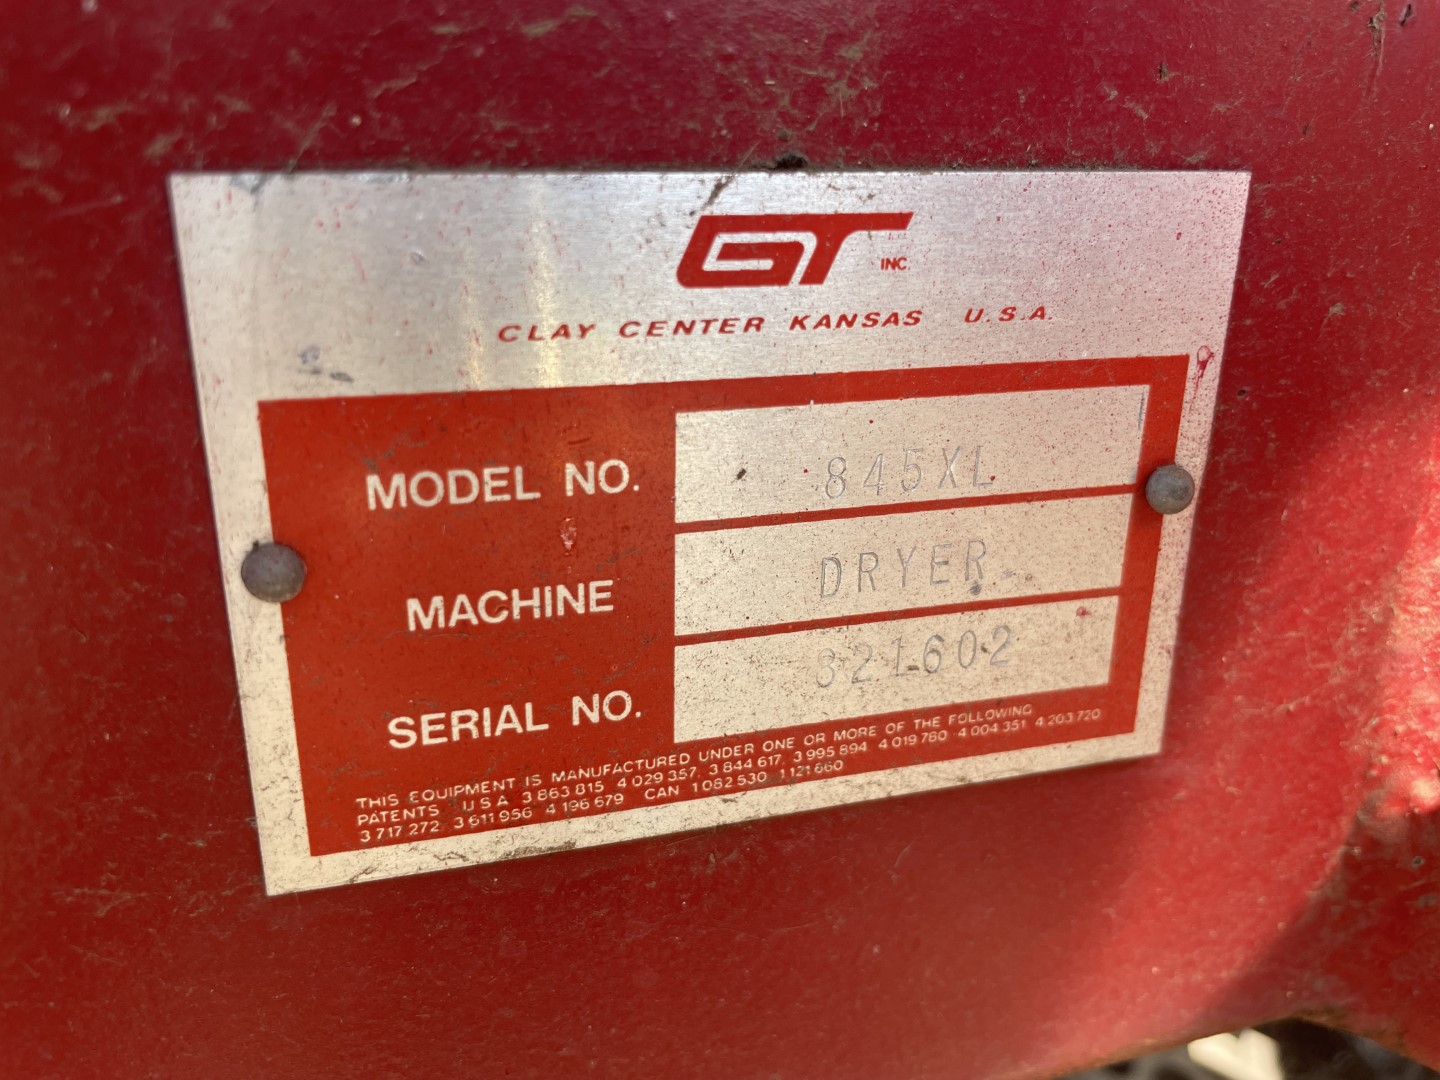 GT INC.
CLAY CENTER KANSAS U.S.A.
MODEL NO. 845XL
MACHINE DRYER
SERIAL NO. 821602
THIS EQUIPMENT IS MANUFACTURED UNDER ONE OR MORE OF THE FOLLOWING
PATENTS U S A 3 863 815 4 029 357, 3 844 617, 3 995 894 4 019 780 4 004 351 4 203 720
3 717 272 3 611 956 4 196 679 CAN 1 082 530 1 121 660